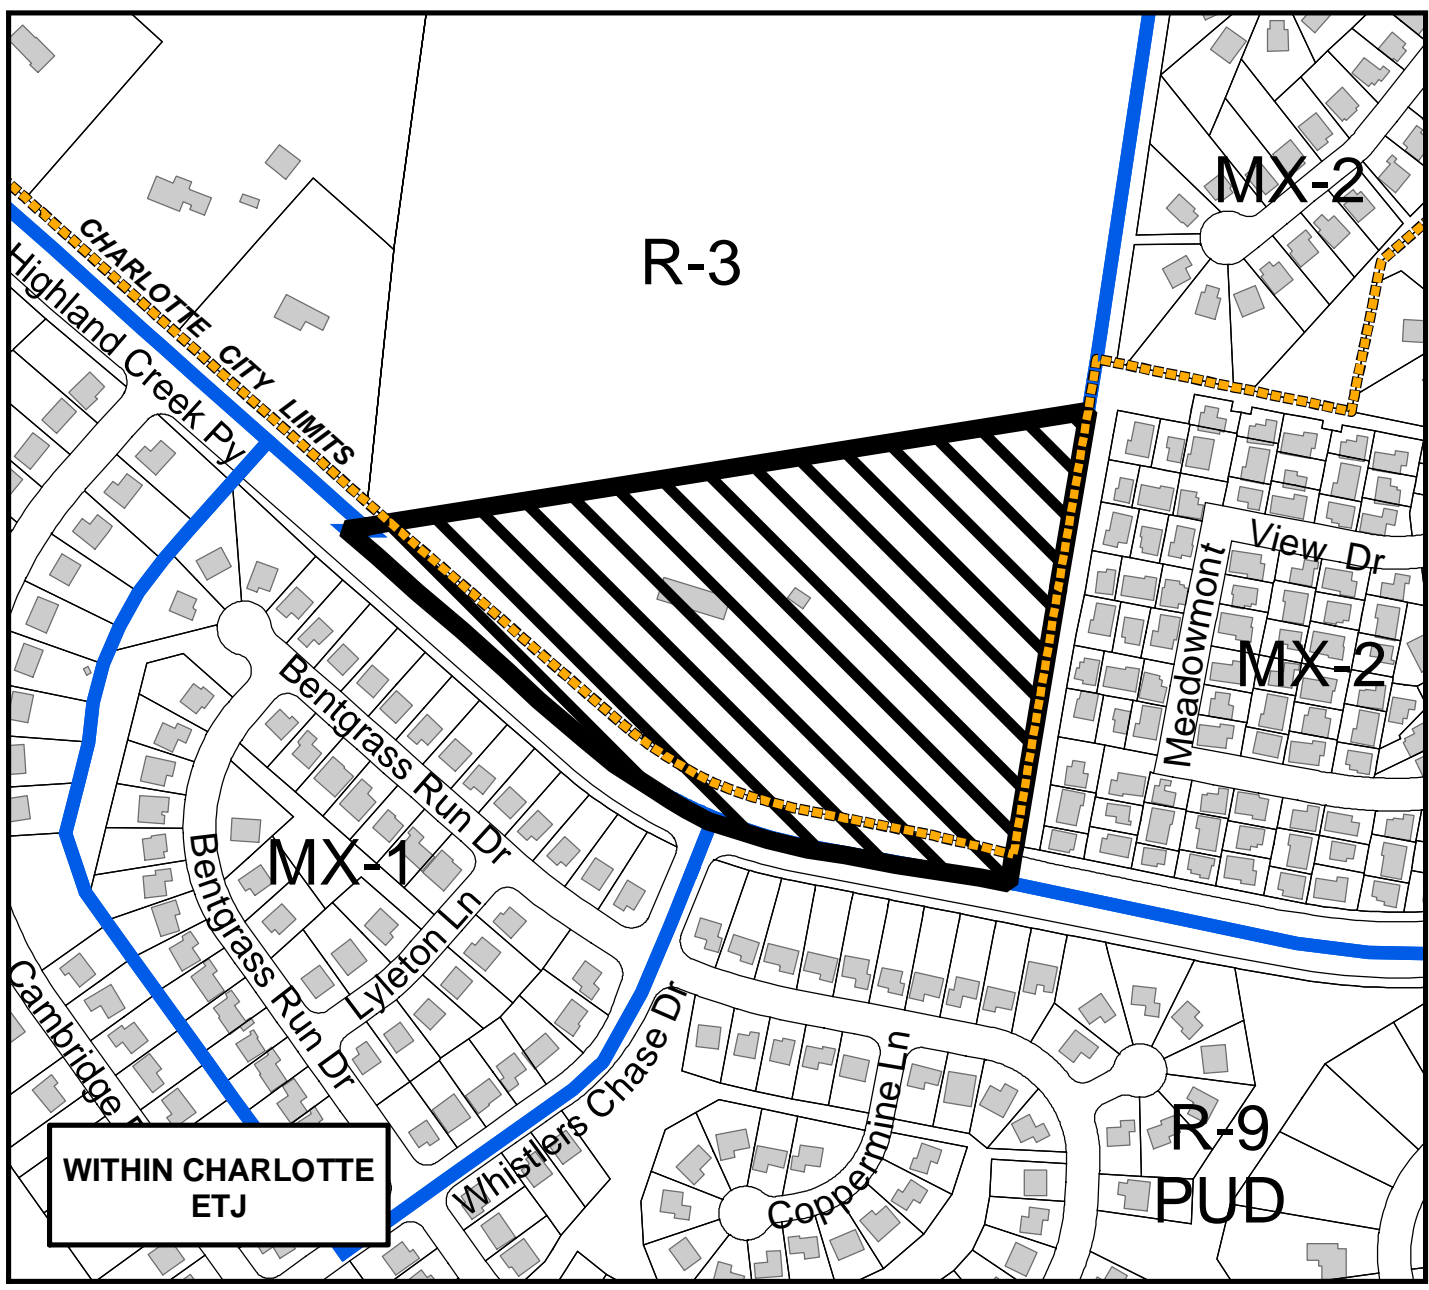 MX-2
R-3
CHARLOTTE CITY LIMITS
Highland Creek Py
View Dr
Meadowmont
MX-2
Bentgrass Run Dr
MX-1
Bentgrass Run Dr
Lyleton Ln
Cambridge
Whistlers Chase Dr
Coppermine Ln
R-9
PUD
WITHIN CHARLOTTE
ETJ